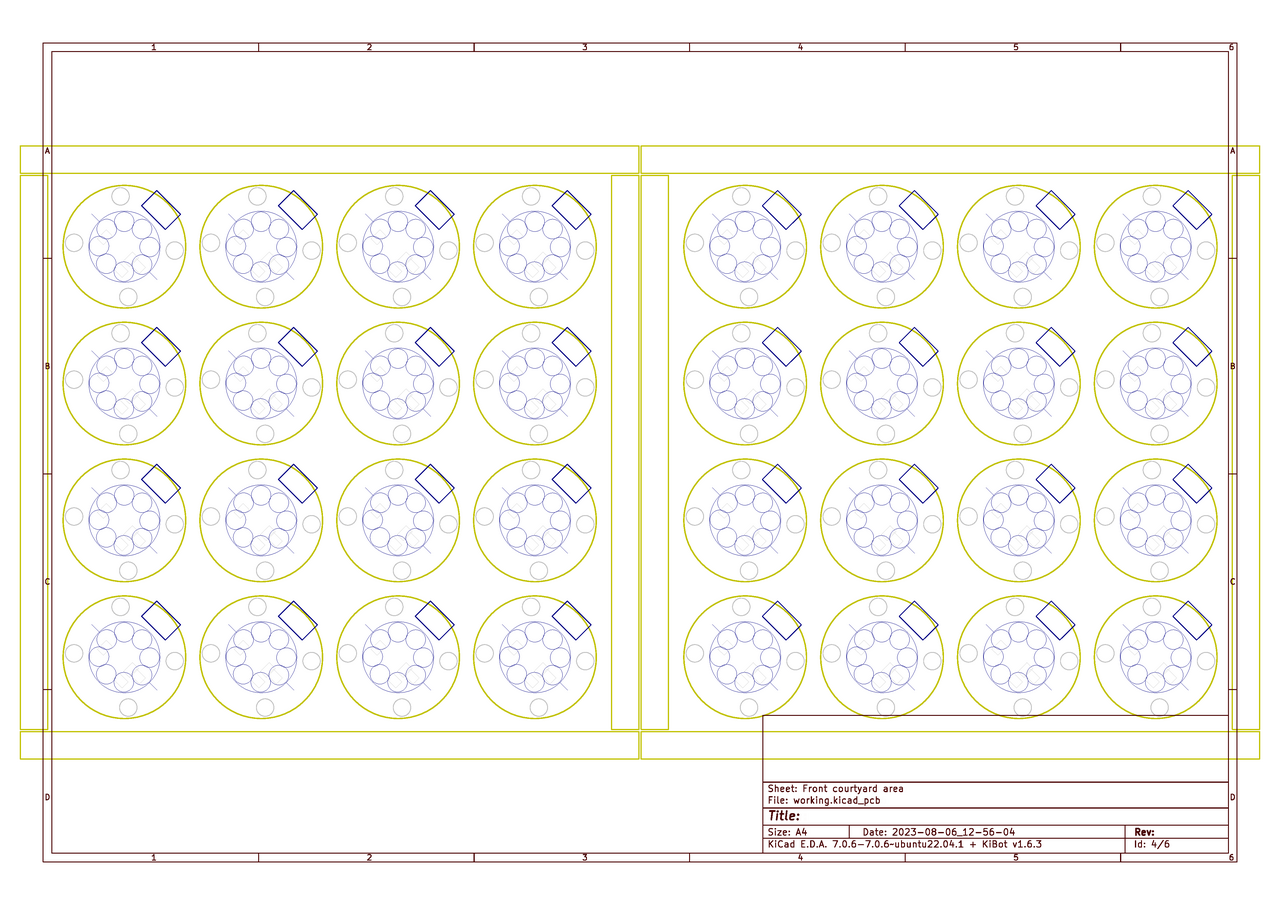 1 2 3 4 5 6
A A
B B
C C
D D
Sheet: Front courtyard area
File: working.kicad_pcb
Title:
Size: A4 Date: 2023-08-06_12-56-04 Rev:
KiCad E.D.A. 7.0.6-7.0.6~ubuntu22.04.1 + KiBot v1.6.3 Id: 4/6
1 2 3 4 5 6